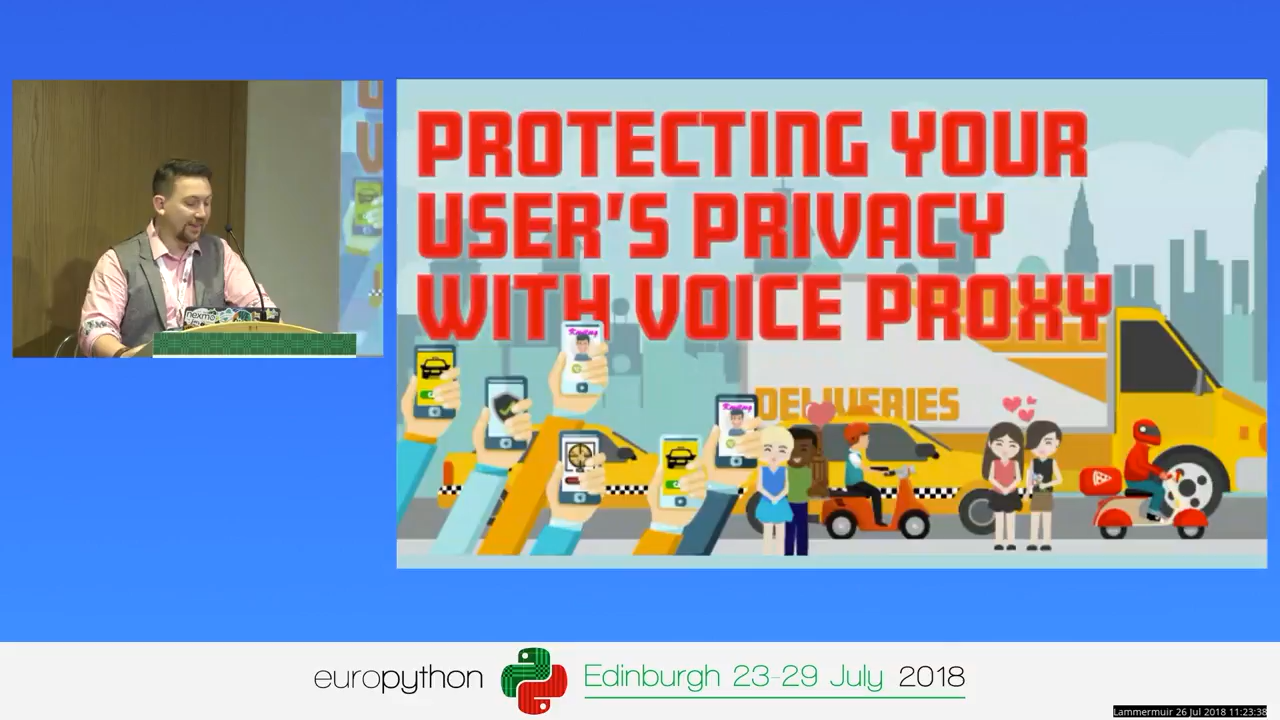 PROTECTING YOUR
USER'S PRIVACY
WITH VOICE PROXY
DELIVERIES
nexmo
europython
Edinburgh 23-29 July 2018
Lammermuir 26 Jul 2018 11:23:38